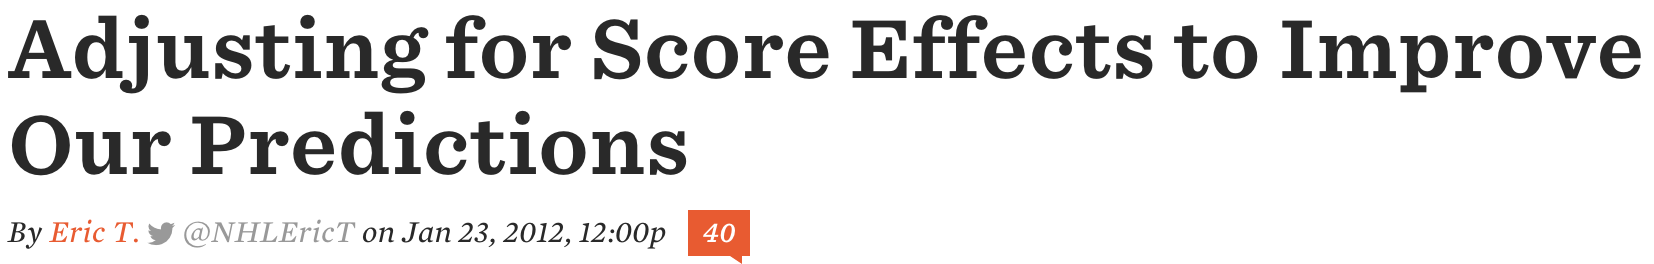 Adjusting for Score Effects to Improve
Our Predictions
By Eric T. @NHLEricT on Jan 23, 2012, 12:00p 40